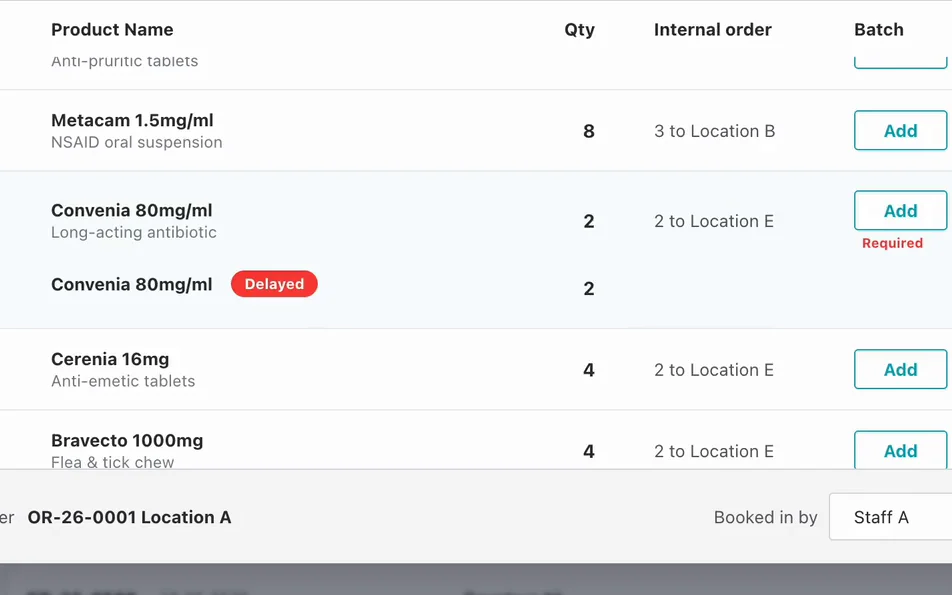 Product Name Qty Internal order Batch
Anti-pruritic tablets
Metacam 1.5mg/ml
NSAID oral suspension
8 3 to Location B Add
Convenia 80mg/ml
Long-acting antibiotic
2 2 to Location E Add
Required
Convenia 80mg/ml Delayed 2
Cerenia 16mg
Anti-emetic tablets
4 2 to Location E Add
Bravecto 1000mg
Flea & tick chew
4 2 to Location E Add
er OR-26-0001 Location A Booked in by Staff A